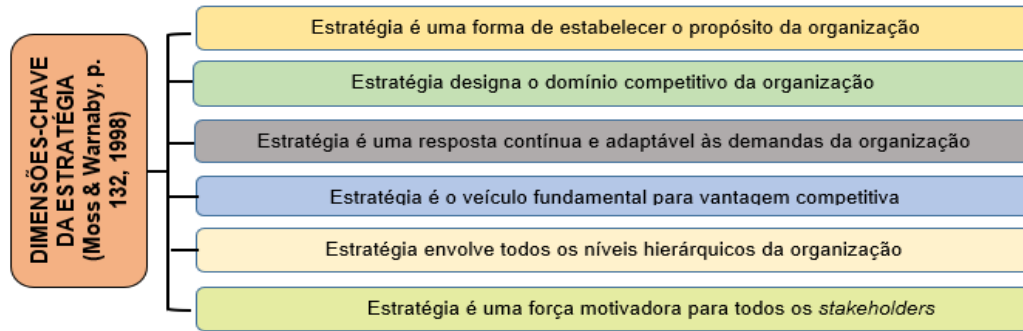 DIMENSÕES-CHAVE
DA ESTRATÉGIA
(Moss & Warnaby, p.
132, 1998)
Estratégia é uma forma de estabelecer o propósito da organização
Estratégia designa o domínio competitivo da organização
Estratégia é uma resposta contínua e adaptável às demandas da organização
Estratégia é o veículo fundamental para vantagem competitiva
Estratégia envolve todos os níveis hierárquicos da organização
Estratégia é uma força motivadora para todos os stakeholders